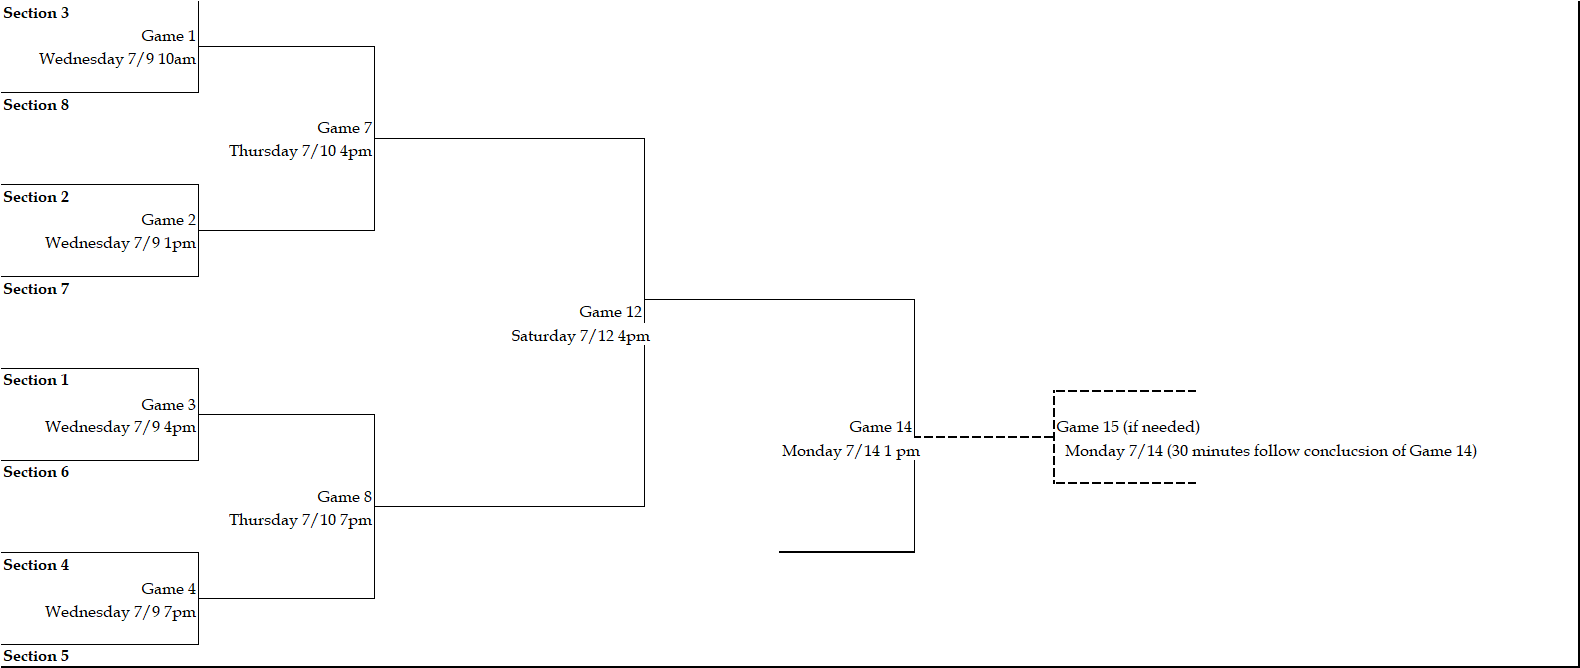 Section 3
Game 1
Wednesday 7/9 10am
Section 8
Game 7
Thursday 7/10 4pm
Section 2
Game 2
Wednesday 7/9 1pm
Section 7
Game 12
Saturday 7/12 4pm
Section 1
Game 3
Wednesday 7/9 4pm
Section 6
Game 14
Monday 7/14 1 pm
Game 15 (if needed)
Monday 7/14 (30 minutes follow conclucsion of Game 14)
Game 8
Thursday 7/10 7pm
Section 4
Game 4
Wednesday 7/9 7pm
Section 5